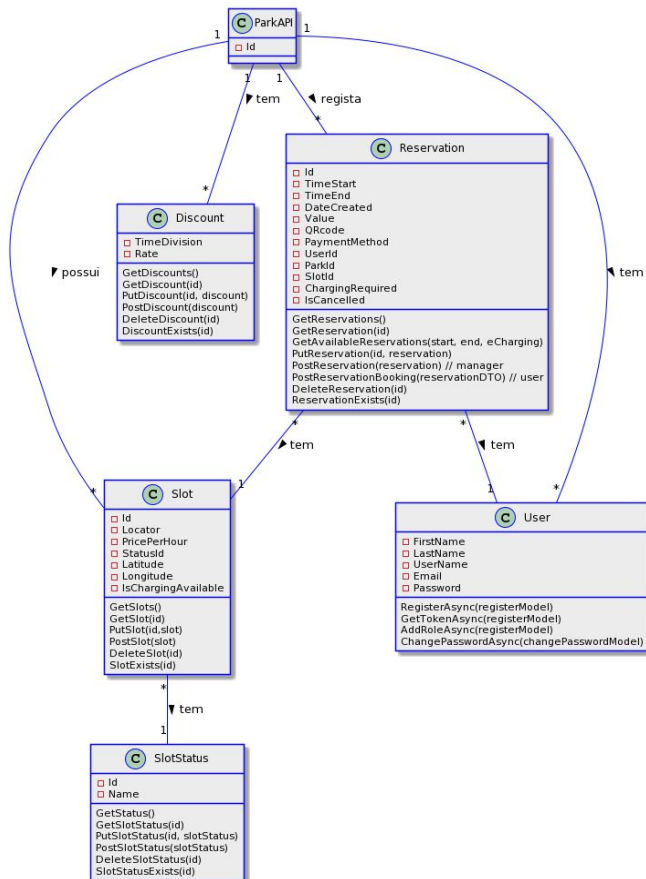 C ParkAPI
Id
1
1
1
1
tem
regista
*
*
C Reservation
Id
TimeStart
TimeEnd
DateCreated
Value
QRcode
PaymentMethod
UserId
ParkId
SlotId
ChargingRequired
IsCancelled
GetReservations()
GetReservation(id)
GetAvailableReservations(start, end, eCharging)
PutReservation(id, reservation)
PostReservation(reservation) // manager
PostReservationBooking(reservationDTO) // user
DeleteReservation(id)
ReservationExists(id)
C Discount
TimeDivision
Rate
GetDiscounts()
GetDiscount(id)
PutDiscount(id, discount)
PostDiscount(discount)
DeleteDiscount(id)
DiscountExists(id)
possui
tem
*
*
tem
tem
*
1
1
*
C Slot
Id
Locator
PricePerHour
StatusId
Latitude
Longitude
IsChargingAvailable
GetSlots()
GetSlot(id)
PutSlot(id,slot)
PostSlot(slot)
DeleteSlot(id)
SlotExists(id)
C User
FirstName
LastName
UserName
Email
Password
RegisterAsync(registerModel)
GetTokenAsync(registerModel)
AddRoleAsync(registerModel)
ChangePasswordAsync(changePasswordModel)
*
tem
1
C SlotStatus
Id
Name
GetStatus()
GetSlotStatus(id)
PutSlotStatus(id, slotStatus)
PostSlotStatus(slotStatus)
DeleteSlotStatus(id)
SlotStatusExists(id)